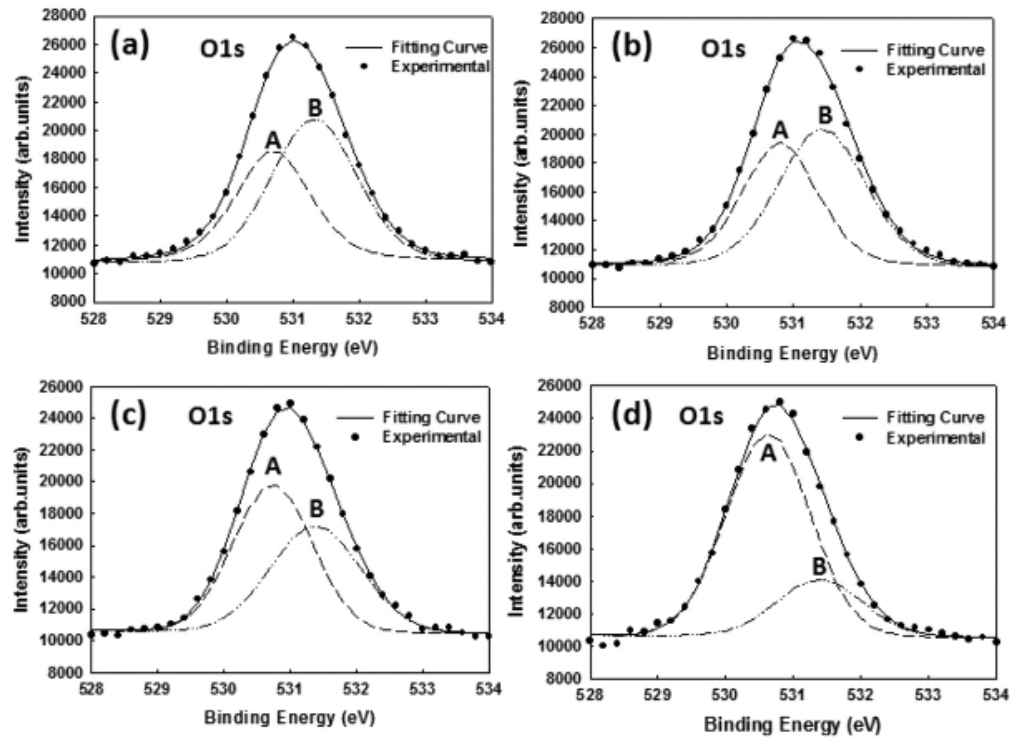 (a) O1s
Fitting Curve
Experimental
A
B
Intensity (arb.units)
28000
26000
24000
22000
20000
18000
16000
14000
12000
10000
8000
528 529 530 531 532 533 534
Binding Energy (eV)
(b) O1s
Fitting Curve
Experimental
A
B
Intensity (arb.units)
28000
26000
24000
22000
20000
18000
16000
14000
12000
10000
8000
528 529 530 531 532 533 534
Binding Energy (eV)
(c) O1s
Fitting Curve
Experimental
A
B
Intensity (arb.units)
26000
24000
22000
20000
18000
16000
14000
12000
10000
8000
528 529 530 531 532 533 534
Binding Energy (eV)
(d) O1s
Fitting Curve
Experimental
A
B
Intensity (arb.units)
26000
24000
22000
20000
18000
16000
14000
12000
10000
8000
528 529 530 531 532 533 534
Binding Energy (eV)